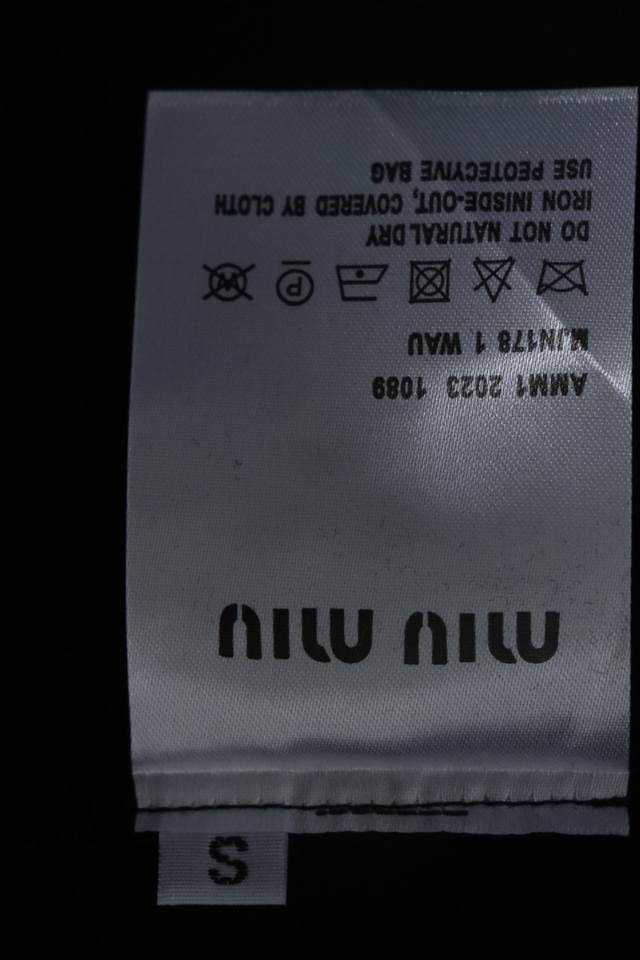 MIU MIU
AMM1 2023 1089
MJN178 1 WAU
P W
DO NOT NATURAL DRY
IRON INISDE-OUT, COVERED BY CLOTH
USE PEOTECYIVE BAG
S